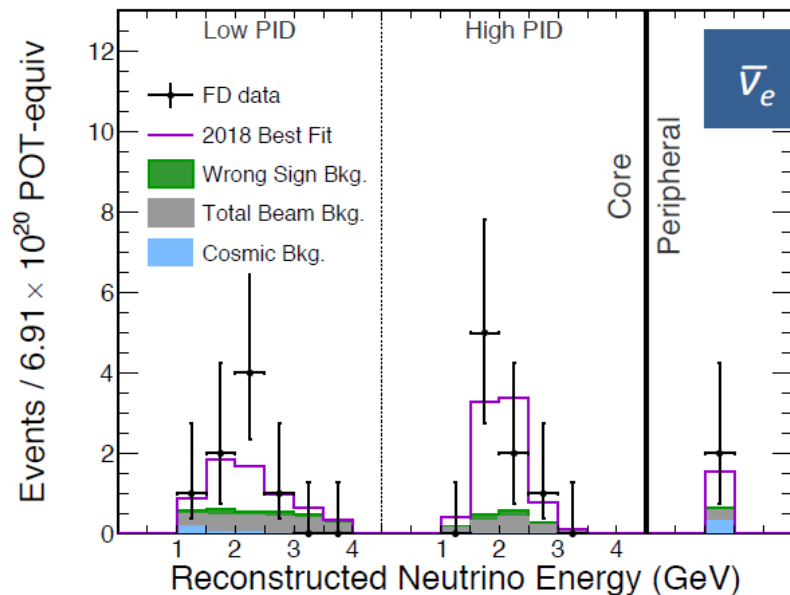 Events / 6.91 × 10²⁰ POT-equiv
12
10
8
6
4
2
0
Low PID
High PID
FD data
2018 Best Fit
Wrong Sign Bkg.
Total Beam Bkg.
Cosmic Bkg.
Core
Peripheral
ν̄ₑ
1 2 3 4 1 2 3 4
Reconstructed Neutrino Energy (GeV)